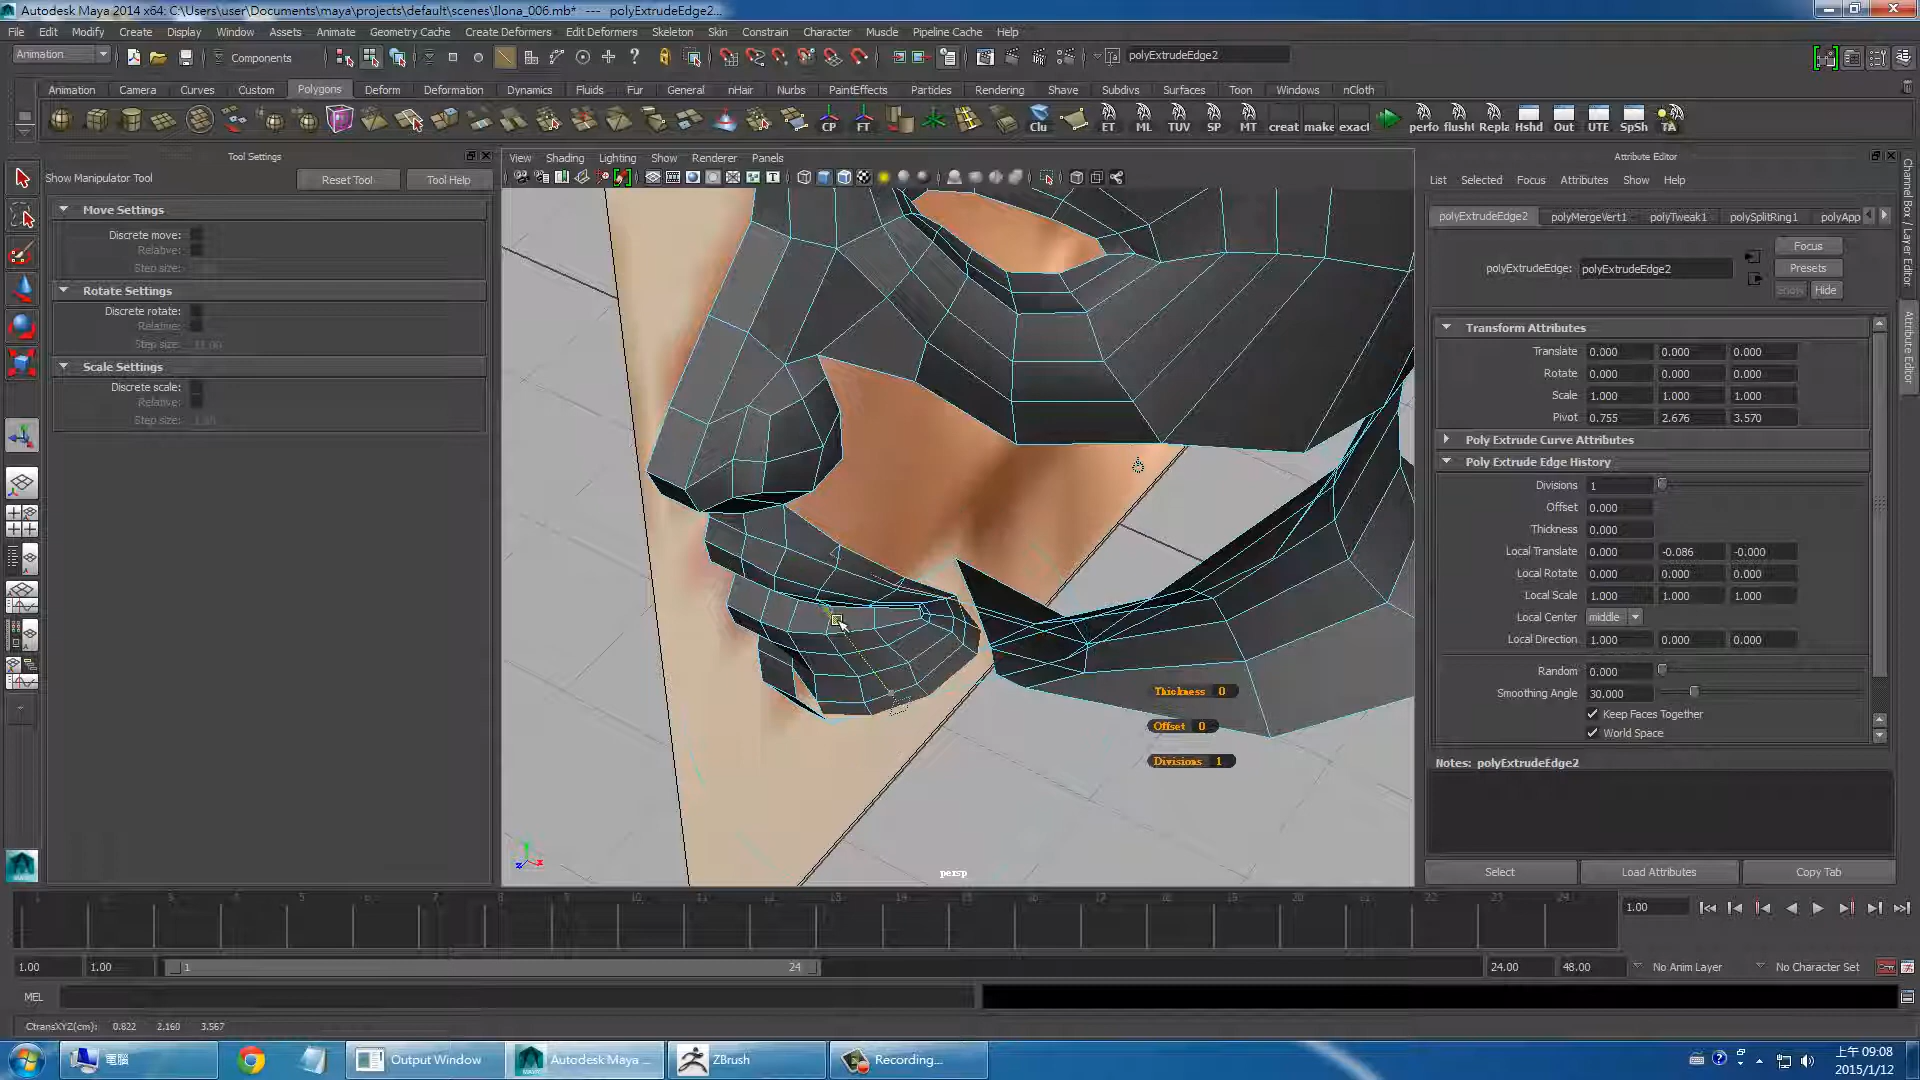 Autodesk Maya 2014 x64: C:\Users\user\Documents\maya\projects\default\scenes\Ilona_006.mb* --- polyExtrudeEdge2...
File Edit Modify Create Display Window Assets Animate Geometry Cache Create Deformers Edit Deformers Skeleton Skin Constrain Character Muscle Pipeline Cache Help
Animation Components polyExtrudeEdge2
Animation Camera Curves Custom Polygons Deform Deformation Dynamics Fluids Fur General nHair Nurbs PaintEffects Particles Rendering Shave Subdivs Surfaces Toon Windows nCloth
CP FT Clu ET ML TUV SP MT creat make exact perfo flush Repla Hshd Out UTE SpSh TA
Tool Settings
Show Manipulator Tool Reset Tool Tool Help
Move Settings
Discrete move:
Relative:
Step size:
Rotate Settings
Discrete rotate:
Relative:
Step size:
Scale Settings
Discrete scale:
Relative:
Step size:
View Shading Lighting Show Renderer Panels
Thickness 0
Offset 0
Divisions 1
persp
Attribute Editor
List Selected Focus Attributes Show Help
polyExtrudeEdge2 polyMergeVert1 polyTweak1 polySplitRing1 polyApp
Focus
polyExtrudeEdge: polyExtrudeEdge2 Presets
Show Hide
Transform Attributes
Translate 0.000 0.000 0.000
Rotate 0.000 0.000 0.000
Scale 1.000 1.000 1.000
Pivot 0.755 2.676 3.570
Poly Extrude Curve Attributes
Poly Extrude Edge History
Divisions 1
Offset 0.000
Thickness 0.000
Local Translate 0.000 -0.086 -0.000
Local Rotate 0.000 0.000 0.000
Local Scale 1.000 1.000 1.000
Local Center middle
Local Direction 1.000 0.000 0.000
Random 0.000
Smoothing Angle 30.000
Keep Faces Together
World Space
Notes: polyExtrudeEdge2
Select Load Attributes Copy Tab
Channel Box / Layer Editor
Attribute Editor
1.00
1.00 1.00 1 24 24.00 48.00 No Anim Layer No Character Set
MEL
CtransXYZ(cm): 0.822 2.160 3.567
電腦 Output Window Autodesk Maya ... ZBrush Recording...
上午 09:08
2015/1/12